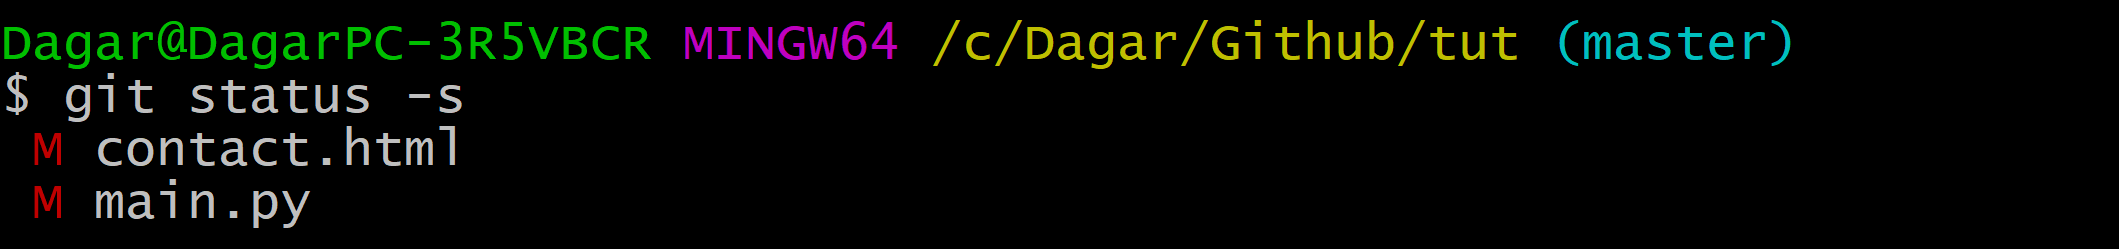 Dagar@DagarPC-3R5VBCR MINGW64 /c/Dagar/Github/tut (master)
$ git status -s
 M contact.html
 M main.py